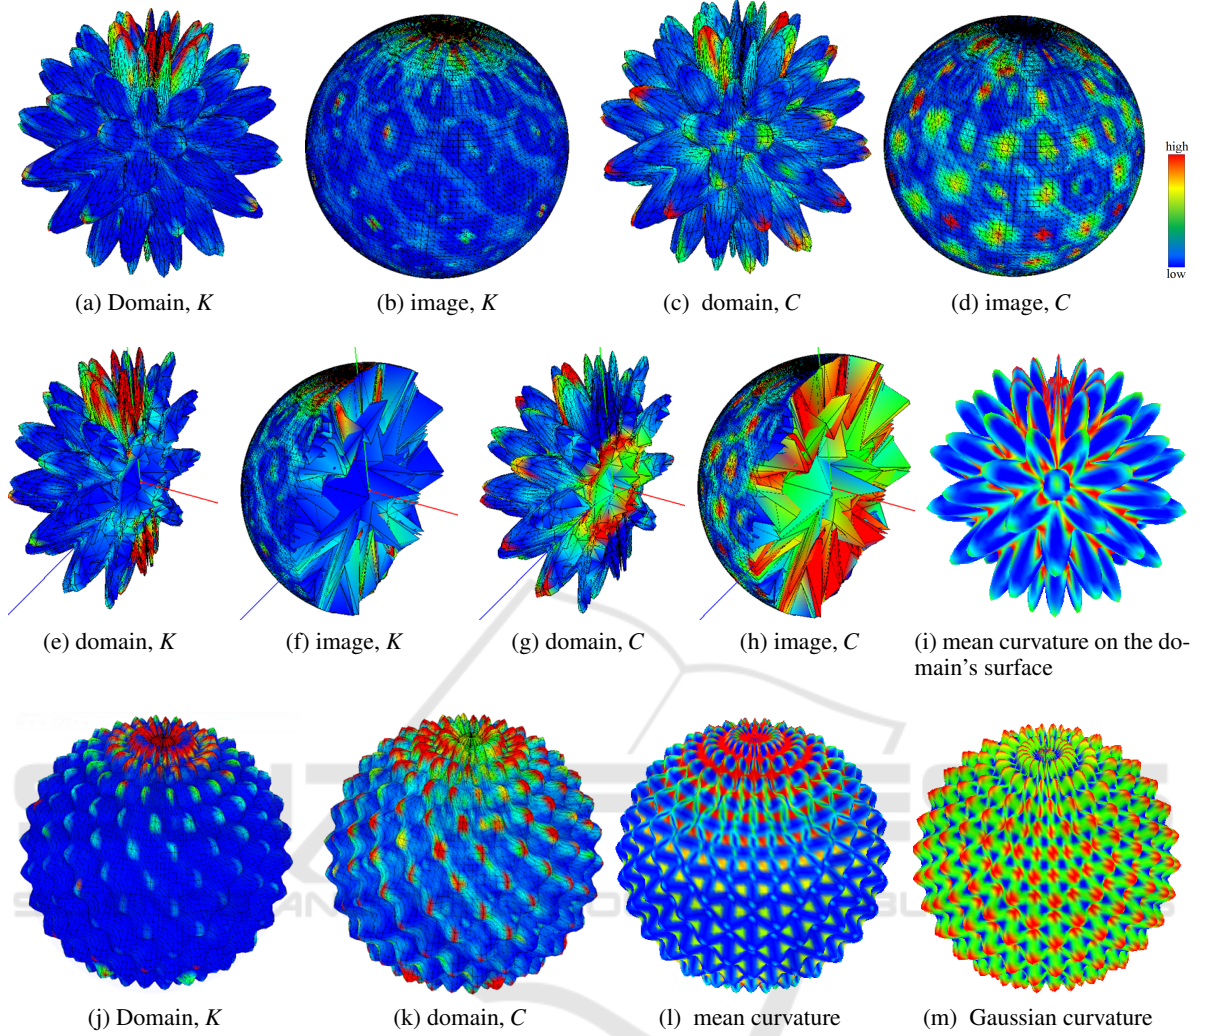 high
low
(a) Domain, K
(b) image, K
(c) domain, C
(d) image, C
(e) domain, K
(f) image, K
(g) domain, C
(h) image, C
(i) mean curvature on the do-
main's surface
(j) Domain, K
(k) domain, C
(l) mean curvature
(m) Gaussian curvature